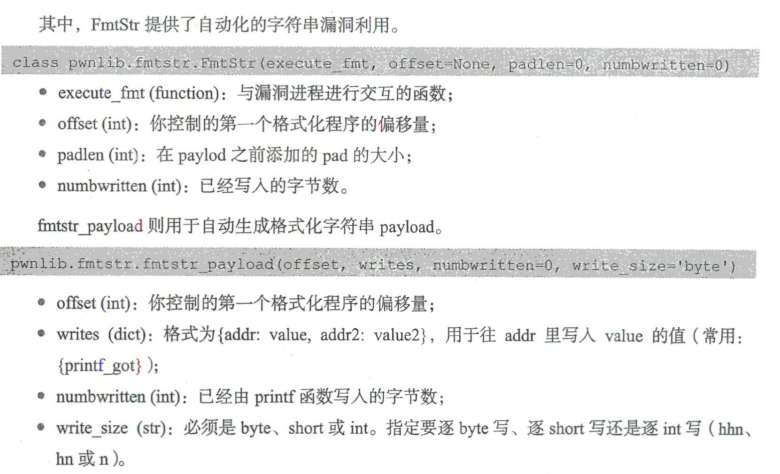 其中，FmtStr 提供了自动化的字符串漏洞利用。
class pwnlib.fmtstr.FmtStr(execute_fmt, offset=None, padlen=0, numbwritten=0)
● execute_fmt (function)：与漏洞进程进行交互的函数；
● offset (int)：你控制的第一个格式化程序的偏移量；
● padlen (int)：在 paylod 之前添加的 pad 的大小；
● numbwritten (int)：已经写入的字节数。
fmtstr_payload 则用于自动生成格式化字符串 payload。
pwnlib.fmtstr.fmtstr_payload(offset, writes, numbwritten=0, write_size='byte')
● offset (int)：你控制的第一个格式化程序的偏移量；
● writes (dict)：格式为{addr: value, addr2: value2}，用于往 addr 里写入 value 的值（常用：
{printf_got}）；
● numbwritten (int)：已经由 printf 函数写入的字节数；
● write_size (str)：必须是 byte、short 或 int。指定要逐 byte 写、逐 short 写还是逐 int 写（hhn、
hn 或 n）。